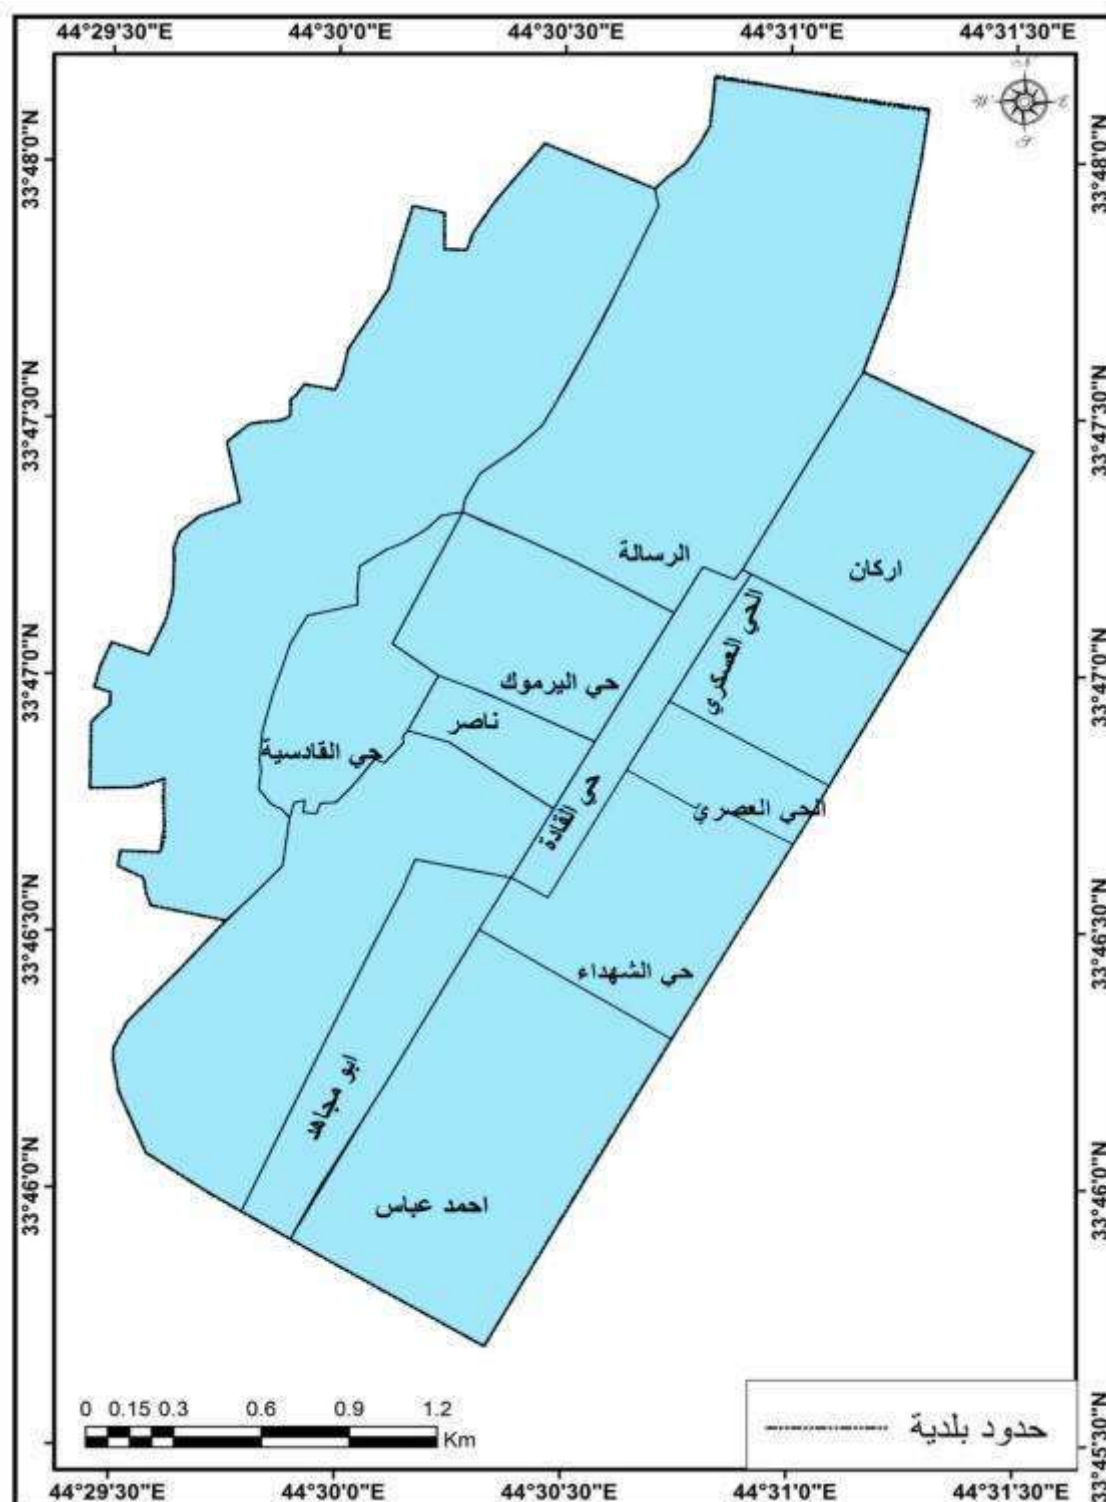 44°29'30"E 44°30'0"E 44°30'30"E 44°31'0"E 44°31'30"E
N
W E
S
33°48'0"N 33°48'0"N
33°47'30"N 33°47'30"N
الرسالة
اركان
الحي العسكري
33°47'0"N 33°47'0"N
حي اليرموك
ناصر
حي القادسية
حي القادة
الحي العصري
33°46'30"N 33°46'30"N
حي الشهداء
ابو مجاهد
33°46'0"N 33°46'0"N
احمد عباس
0 0.15 0.3 0.6 0.9 1.2
Km
حدود بلدية
33°45'30"N
44°29'30"E 44°30'0"E 44°30'30"E 44°31'0"E 44°31'30"E